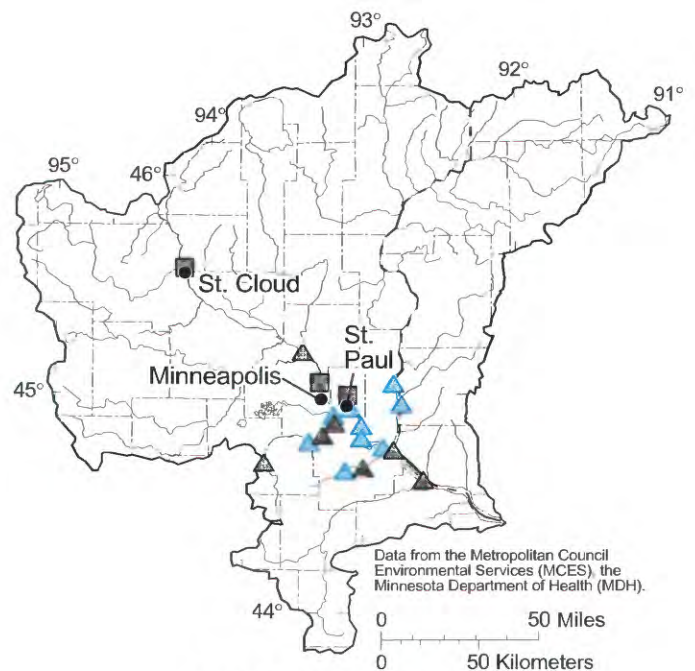 93°
92°
91°
94°
95°
46°
St. Cloud
St.
Paul
Minneapolis
45°
Data from the Metropolitan Council
Environmental Services (MCES), the
Minnesota Department of Health (MDH).
44°
0 50 Miles
0 50 Kilometers